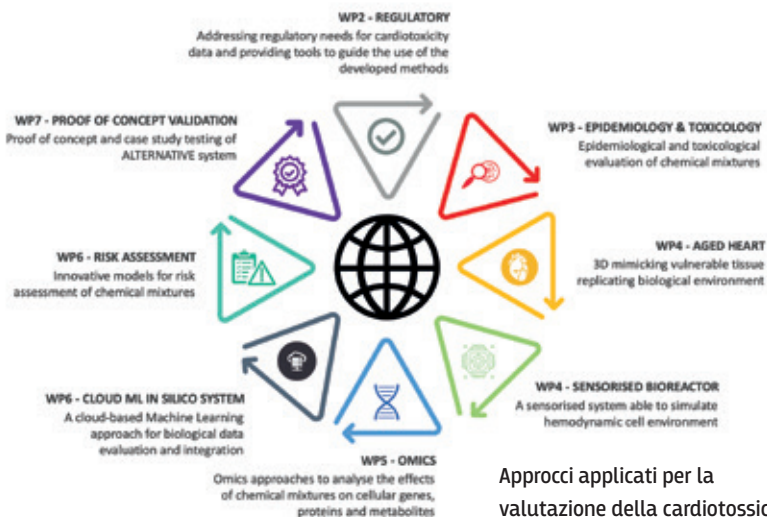 WP2 - REGULATORY
Addressing regulatory needs for cardiotoxicity
data and providing tools to guide the use of the
developed methods
WP7 - PROOF OF CONCEPT VALIDATION
Proof of concept and case study testing of
ALTERNATIVE system
WP3 - EPIDEMIOLOGY & TOXICOLOGY
Epidemiological and toxicological
evaluation of chemical mixtures
WP6 - RISK ASSESSMENT
Innovative models for risk
assessment of chemical mixtures
WP4 - AGED HEART
3D mimicking vulnerable tissue
replicating biological environment
WP6 - CLOUD ML IN SILICO SYSTEM
A cloud-based Machine Learning
approach for biological data
evaluation and integration
WP4 - SENSORISED BIOREACTOR
A sensorised system able to simulate
hemodynamic cell environment
WP5 - OMICS
Omics approaches to analyse the effects
of chemical mixtures on cellular genes,
proteins and metabolites
Approcci applicati per la
valutazione della